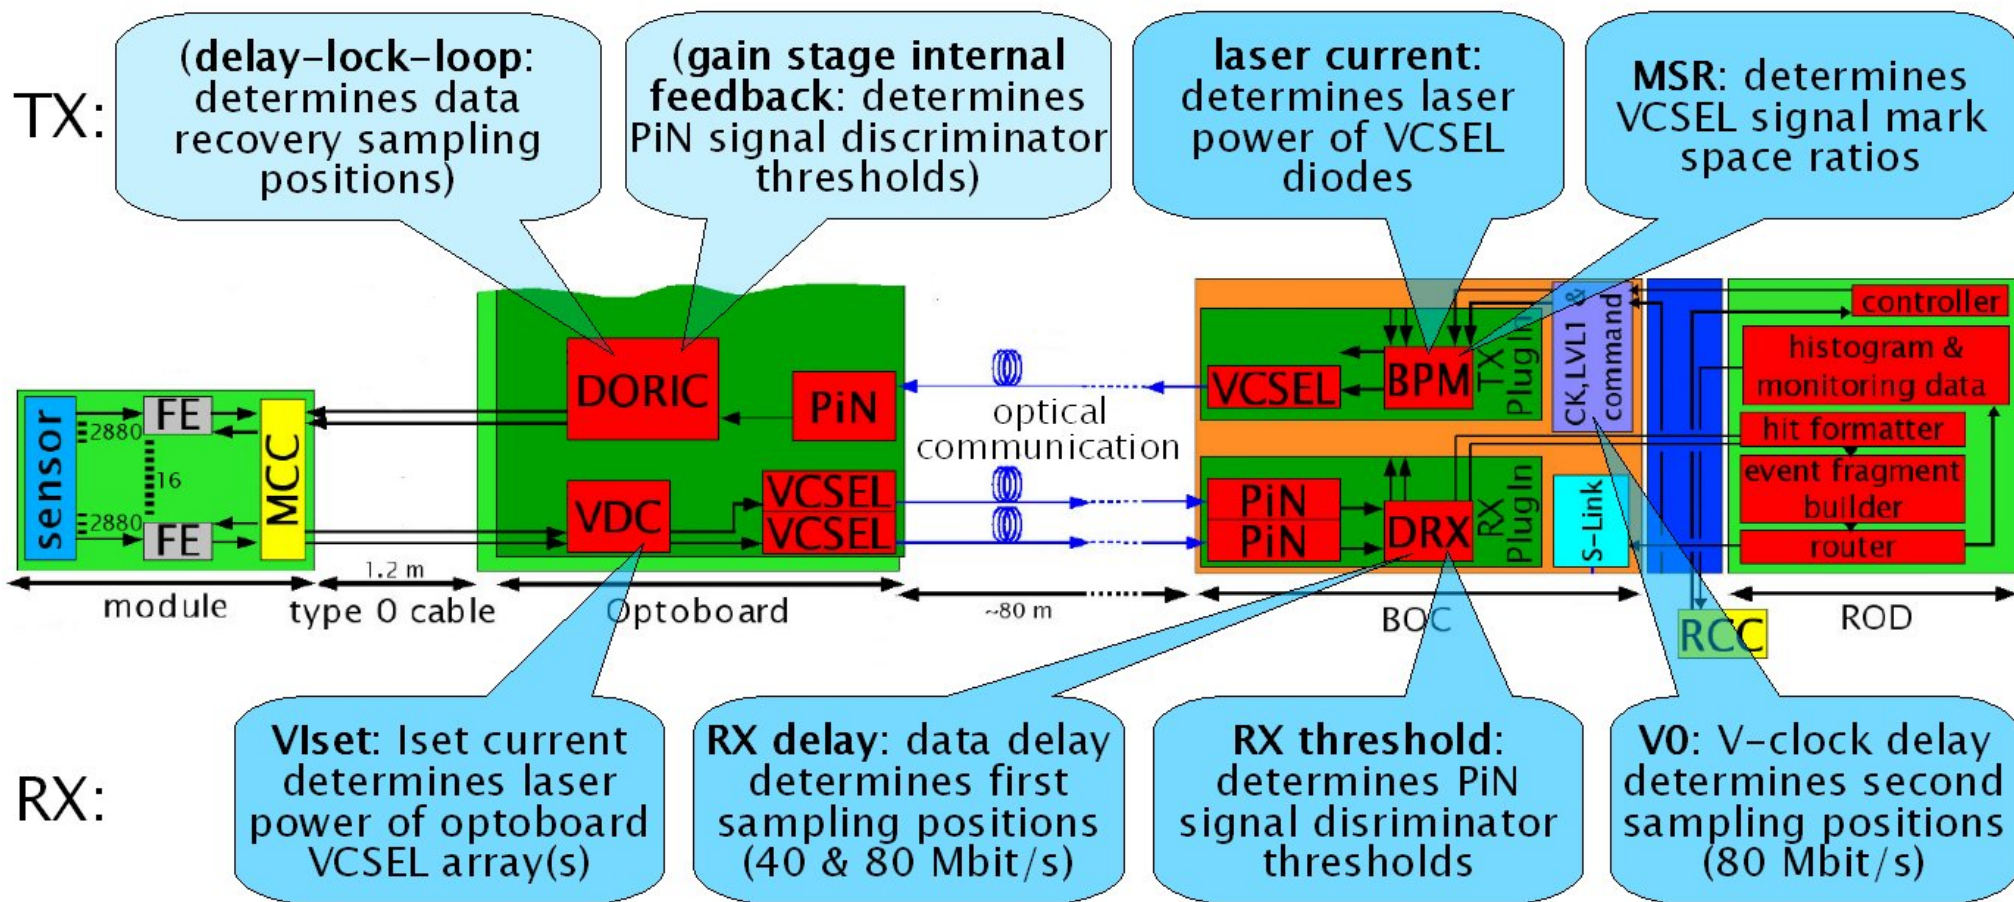 TX:
(delay-lock-loop:
determines data
recovery sampling
positions)
(gain stage internal
feedback: determines
PiN signal discriminator
thresholds)
laser current:
determines laser
power of VCSEL
diodes
MSR: determines
VCSEL signal mark
space ratios
sensor
2880
16
2880
FE
FE
MCC
DORIC
PiN
VDC
VCSEL
VCSEL
optical
communication
VCSEL
BPM
TX
PlugIn
CK,LVL1 &
command
PiN
PiN
DRX
RX
PlugIn
S-Link
controller
histogram &
monitoring data
hit formatter
event fragment
builder
router
module
1.2 m
type 0 cable
Optoboard
~80 m
BOC
RCC
ROD
RX:
VIset: Iset current
determines laser
power of optoboard
VCSEL array(s)
RX delay: data delay
determines first
sampling positions
(40 & 80 Mbit/s)
RX threshold:
determines PiN
signal disriminator
thresholds
V0: V-clock delay
determines second
sampling positions
(80 Mbit/s)